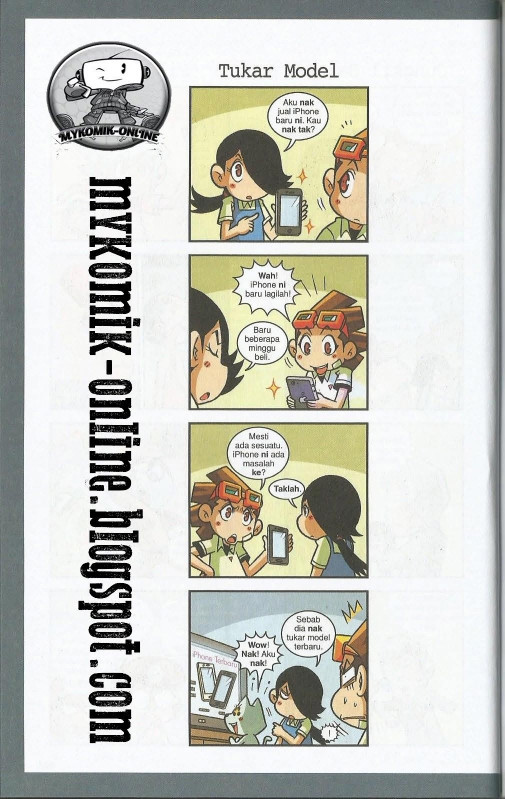 Tukar Model
MYKOMIK-ONLINE
mykomik-online.blogspot.com
Aku nak
jual iPhone
baru ni. Kau
nak tak?
Wah!
iPhone ni
baru lagilah!
Baru
beberapa
minggu
beli.
Mesti
ada sesuatu.
iPhone ni ada
masalah
ke?
Taklah.
iPhone Terbaru
Wow!
Nak! Aku
nak!
Sebab
dia nak
tukar model
terbaru.
!